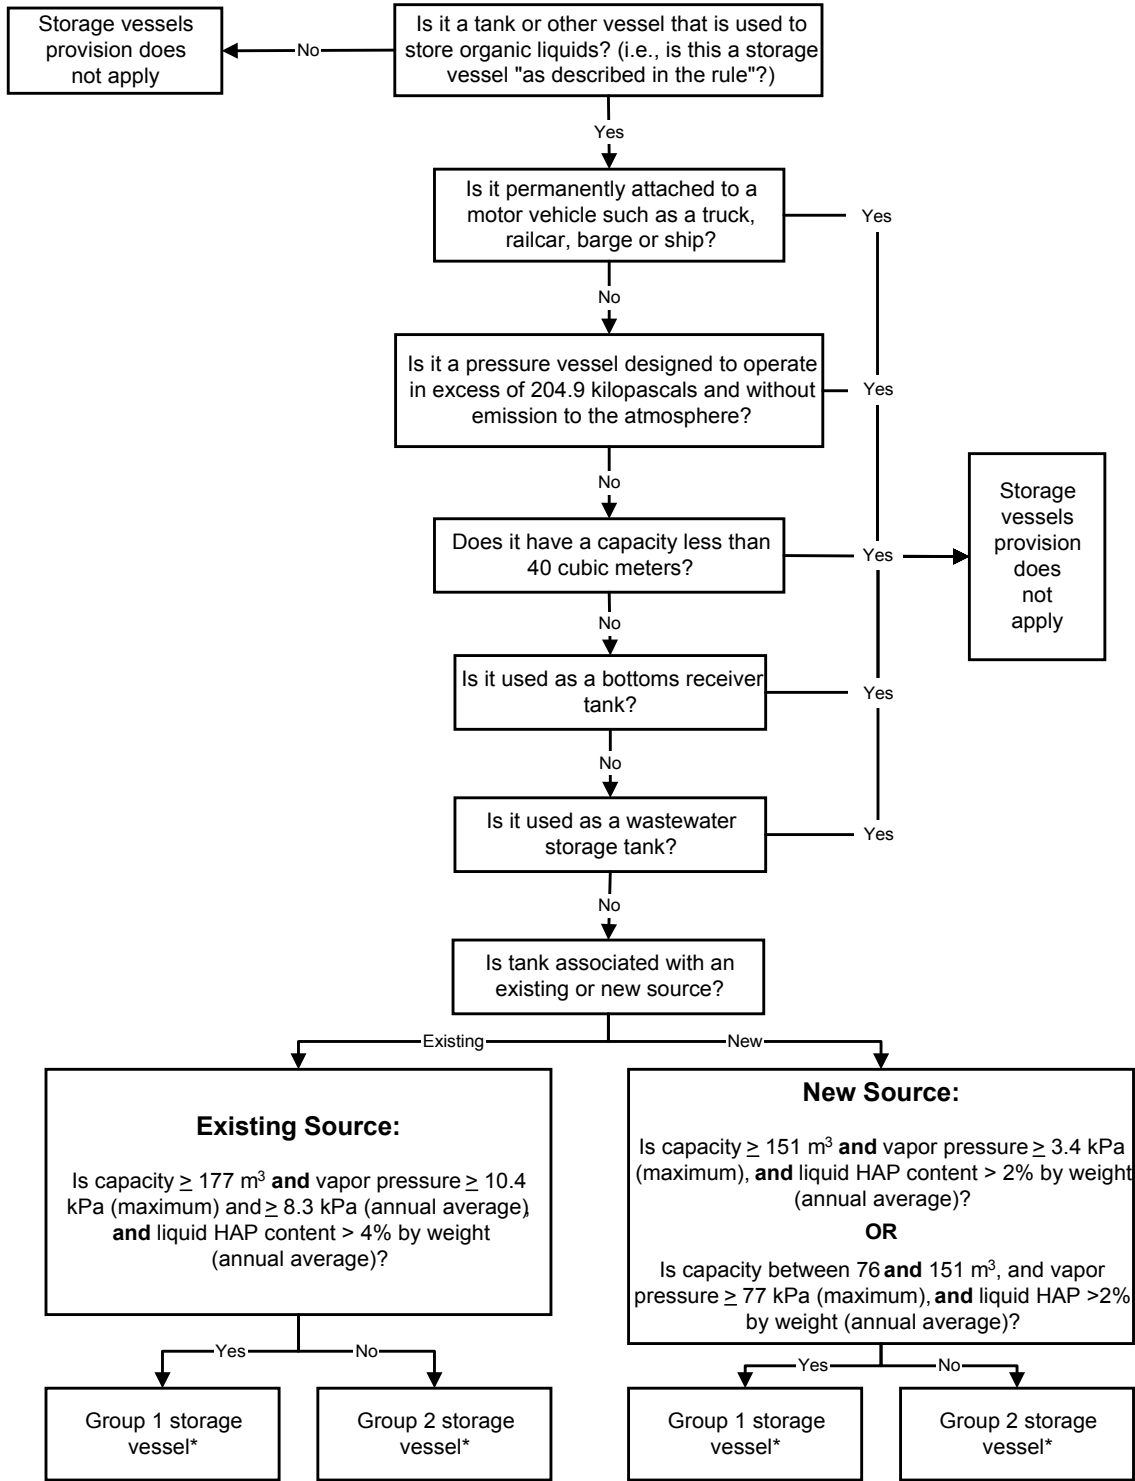 Storage vessels
provision does
not apply
No
Is it a tank or other vessel that is used to
store organic liquids? (i.e., is this a storage
vessel "as described in the rule"?)
Yes
Is it permanently attached to a
motor vehicle such as a truck,
railcar, barge or ship?
Yes
No
Is it a pressure vessel designed to operate
in excess of 204.9 kilopascals and without
emission to the atmosphere?
Yes
No
Does it have a capacity less than
40 cubic meters?
Yes
Storage
vessels
provision
does
not
apply
No
Is it used as a bottoms receiver
tank?
Yes
No
Is it used as a wastewater
storage tank?
Yes
No
Is tank associated with an
existing or new source?
Existing
New
Existing Source:
Is capacity ≥ 177 m³ and vapor pressure ≥ 10.4
kPa (maximum) and ≥ 8.3 kPa (annual average),
and liquid HAP content > 4% by weight
(annual average)?
New Source:
Is capacity ≥ 151 m³ and vapor pressure ≥ 3.4 kPa
(maximum), and liquid HAP content > 2% by weight
(annual average)?
OR
Is capacity between 76 and 151 m³, and vapor
pressure ≥ 77 kPa (maximum), and liquid HAP >2%
by weight (annual average)?
Yes
No
Yes
No
Group 1 storage
vessel*
Group 2 storage
vessel*
Group 1 storage
vessel*
Group 2 storage
vessel*